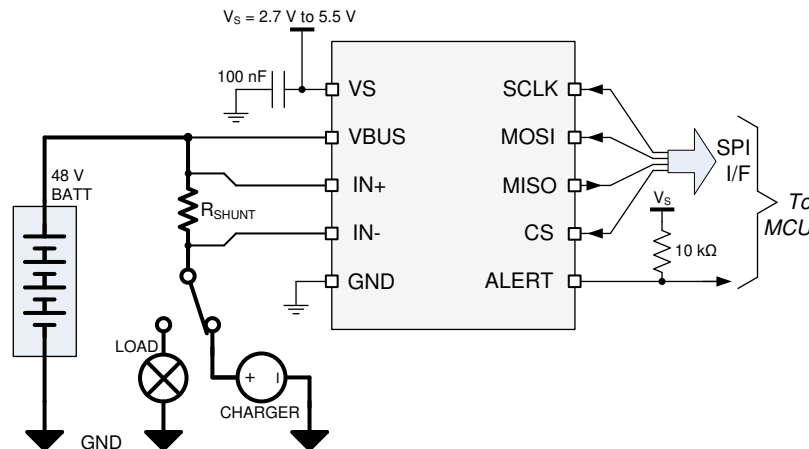 V_S = 2.7 V to 5.5 V
100 nF
VS
SCLK
VBUS
MOSI
SPI
I/F
48 V
BATT
IN+
MISO
V_S
To
MCU
R_SHUNT
IN-
CS
10 kΩ
GND
ALERT
LOAD
+
CHARGER
GND